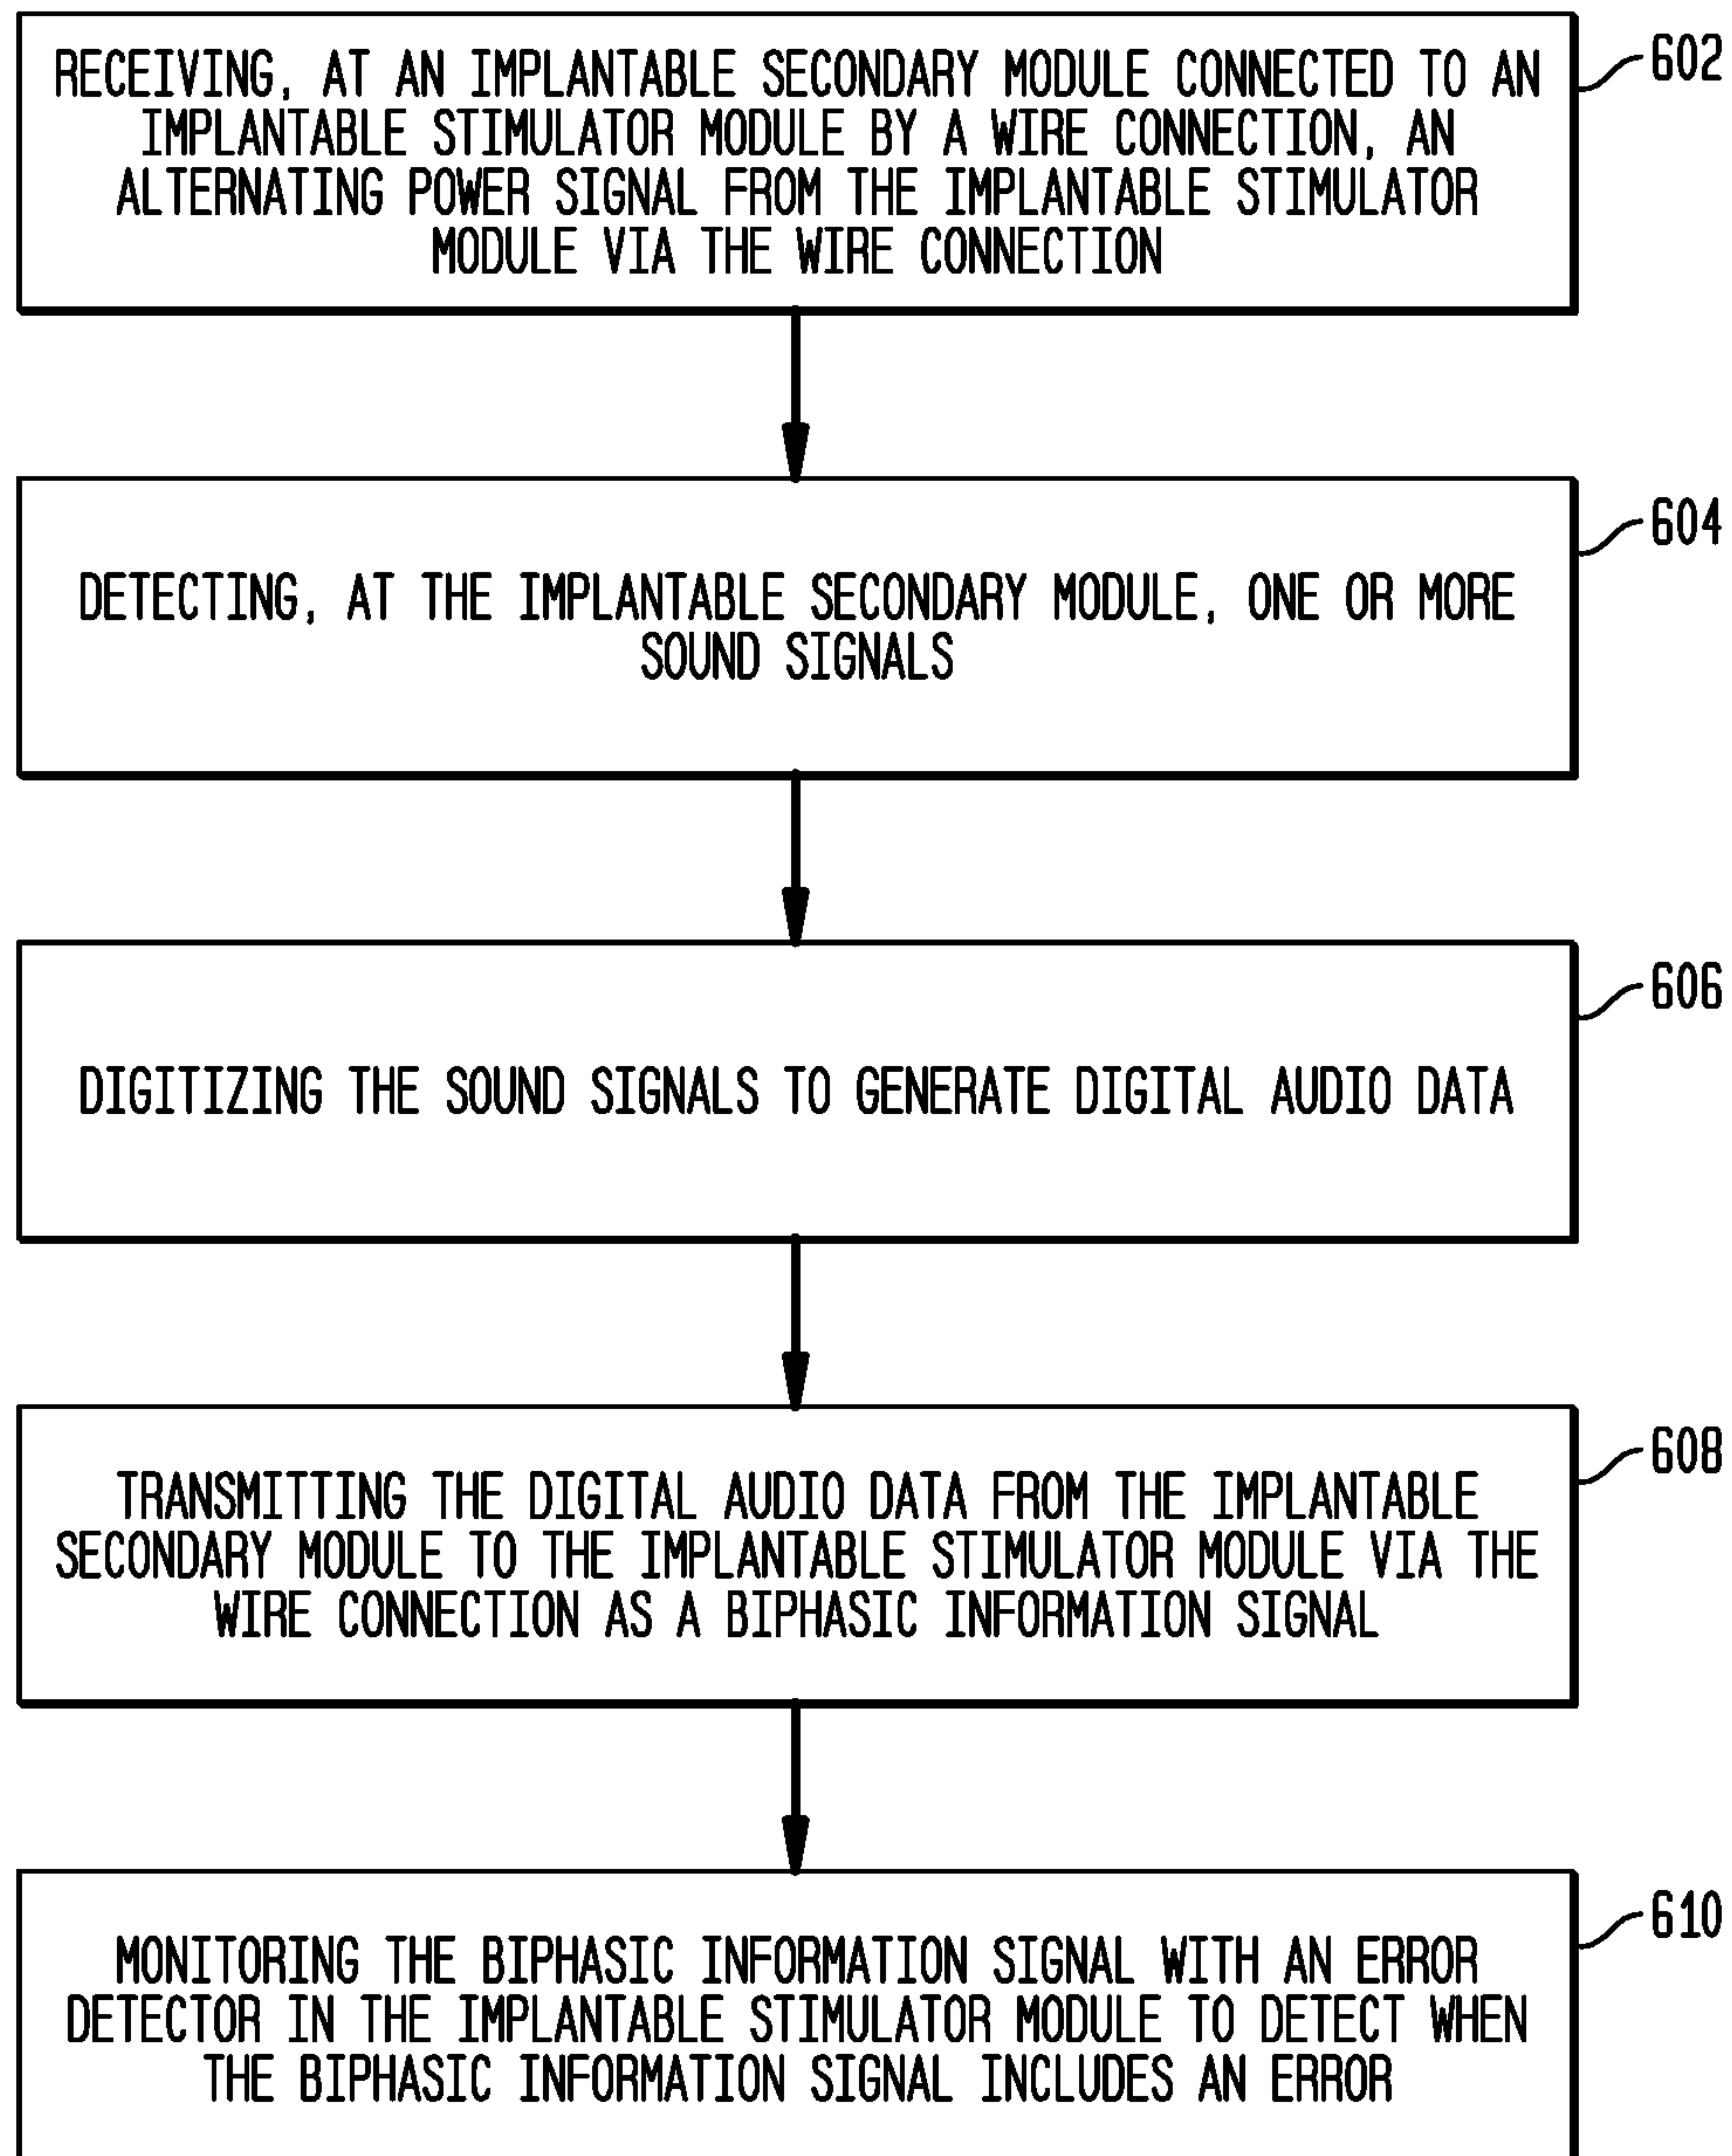 RECEIVING, AT AN IMPLANTABLE SECONDARY MODULE CONNECTED TO AN
IMPLANTABLE STIMULATOR MODULE BY A WIRE CONNECTION, AN
ALTERNATING POWER SIGNAL FROM THE IMPLANTABLE STIMULATOR
MODULE VIA THE WIRE CONNECTION
602
DETECTING, AT THE IMPLANTABLE SECONDARY MODULE, ONE OR MORE
SOUND SIGNALS
604
DIGITIZING THE SOUND SIGNALS TO GENERATE DIGITAL AUDIO DATA
606
TRANSMITTING THE DIGITAL AUDIO DATA FROM THE IMPLANTABLE
SECONDARY MODULE TO THE IMPLANTABLE STIMULATOR MODULE VIA THE
WIRE CONNECTION AS A BIPHASIC INFORMATION SIGNAL
608
MONITORING THE BIPHASIC INFORMATION SIGNAL WITH AN ERROR
DETECTOR IN THE IMPLANTABLE STIMULATOR MODULE TO DETECT WHEN
THE BIPHASIC INFORMATION SIGNAL INCLUDES AN ERROR
610